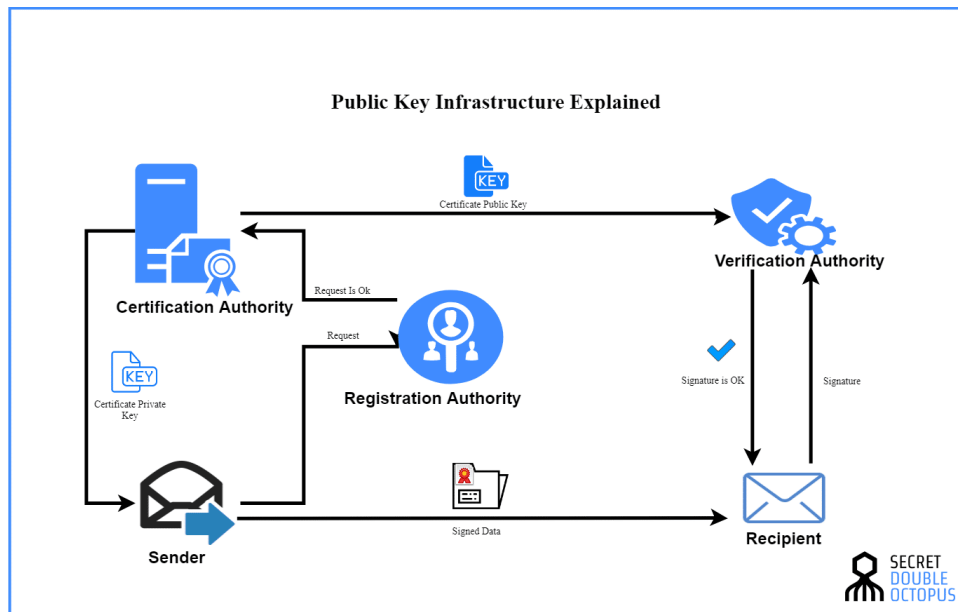 Public Key Infrastructure Explained
KEY
Certificate Public Key
Verification Authority
Certification Authority
Request Is Ok
Request
Registration Authority
KEY
Certificate Private
Key
Signature is OK
Signature
Signed Data
Sender
Recipient
SECRET
DOUBLE
OCTOPUS